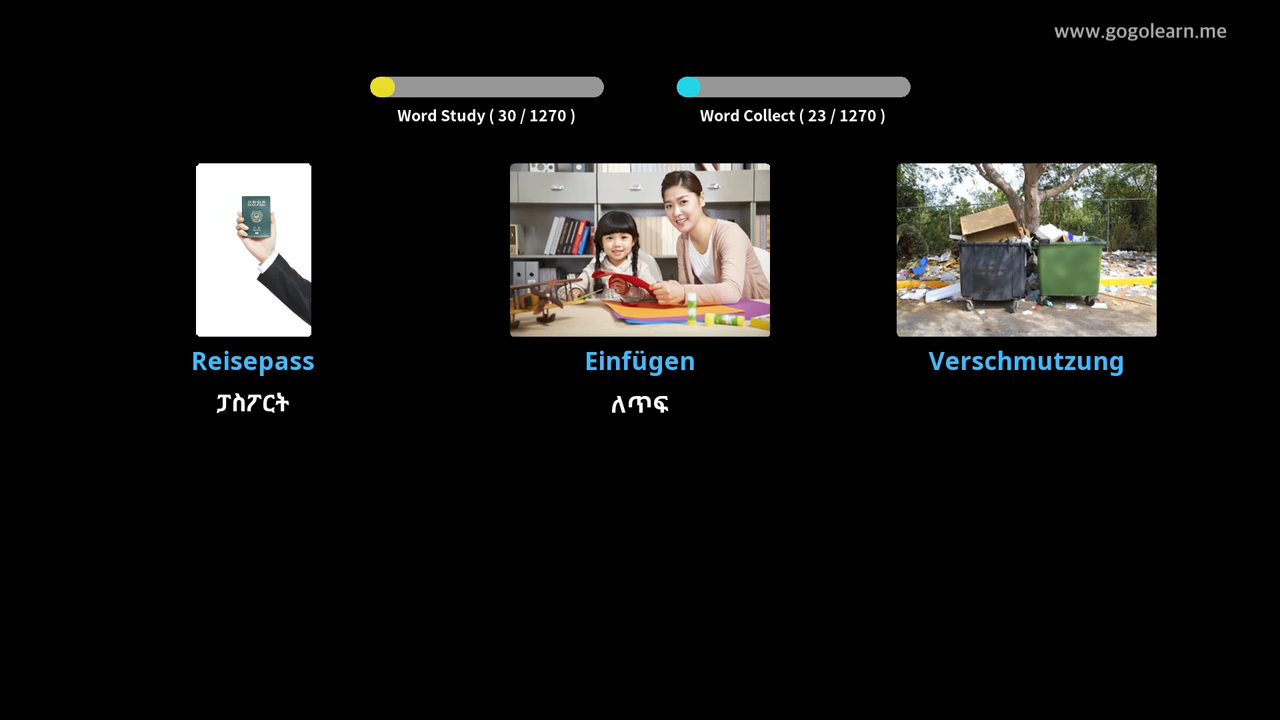 www.gogolearn.me
Word Study ( 30 / 1270 )
Word Collect ( 23 / 1270 )
Reisepass
Einfügen
Verschmutzung
ፓስፖርት
ለጥፍ